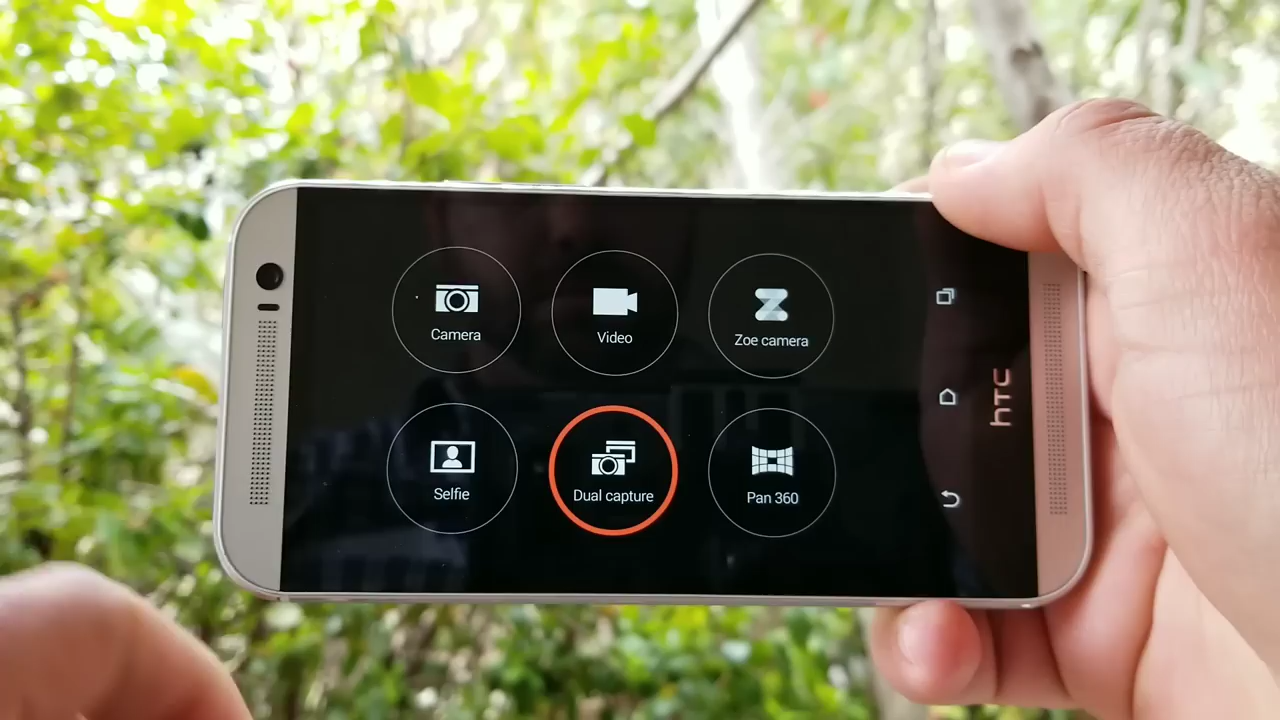 Camera
Video
Zoe camera
Selfie
Dual capture
Pan 360
hTC